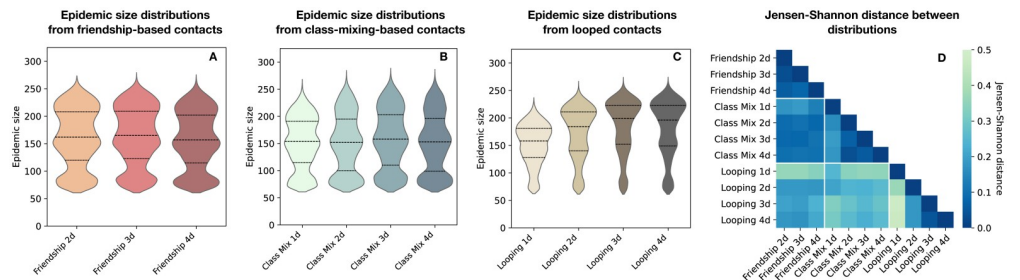 Epidemic size distributions
from friendship-based contacts
A
Epidemic size
300
250
200
150
100
50
0
Friendship 2d
Friendship 3d
Friendship 4d
Epidemic size distributions
from class-mixing-based contacts
B
Epidemic size
300
250
200
150
100
50
0
Class Mix 1d
Class Mix 2d
Class Mix 3d
Class Mix 4d
Epidemic size distributions
from looped contacts
C
Epidemic size
300
250
200
150
100
50
0
Looping 1d
Looping 2d
Looping 3d
Looping 4d
Jensen-Shannon distance between
distributions
D
Friendship 2d
Friendship 3d
Friendship 4d
Class Mix 1d
Class Mix 2d
Class Mix 3d
Class Mix 4d
Looping 1d
Looping 2d
Looping 3d
Looping 4d
Friendship 2d
Friendship 3d
Friendship 4d
Class Mix 1d
Class Mix 2d
Class Mix 3d
Class Mix 4d
Looping 1d
Looping 2d
Looping 3d
Looping 4d
0.5
0.4
0.3
0.2
0.1
0.0
Jensen-Shannon distance